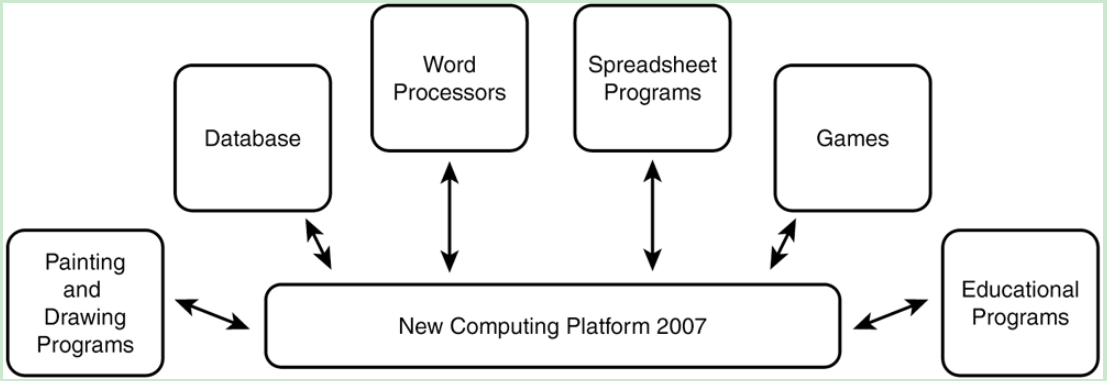 Word
Processors
Spreadsheet
Programs
Database
Games
Painting
and
Drawing
Programs
Educational
Programs
New Computing Platform 2007